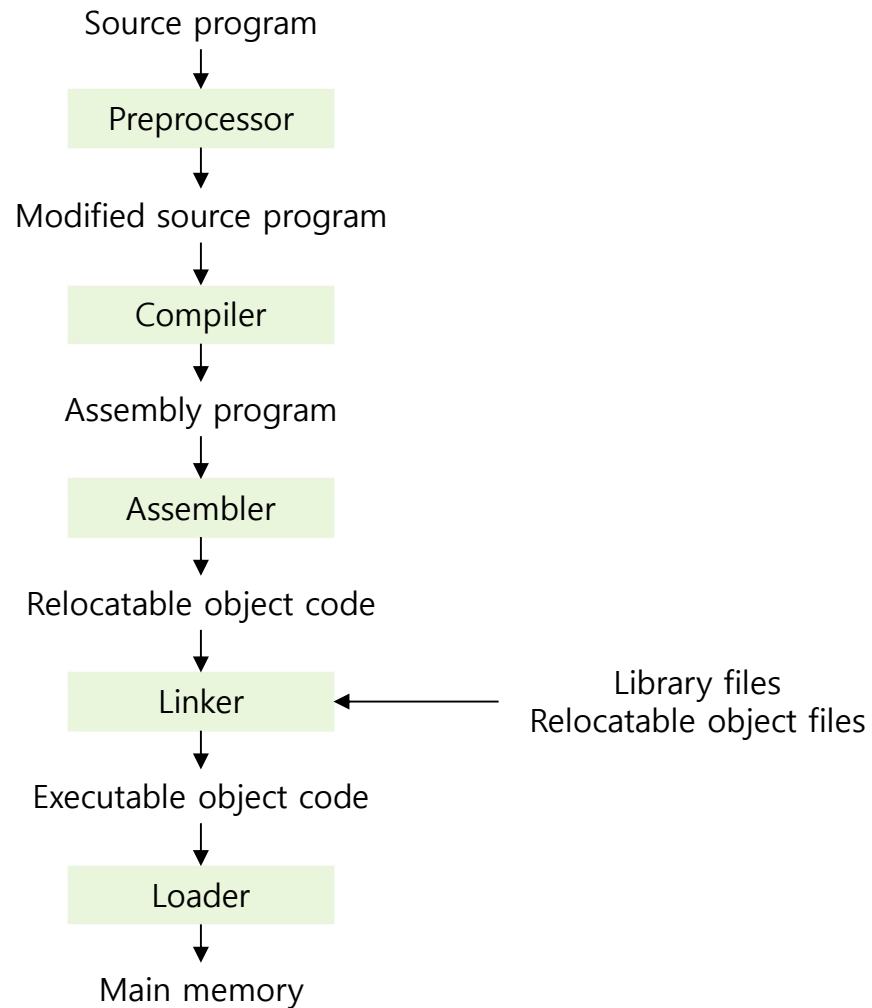 Source program
Preprocessor
Modified source program
Compiler
Assembly program
Assembler
Relocatable object code
Linker
Library files
Relocatable object files
Executable object code
Loader
Main memory